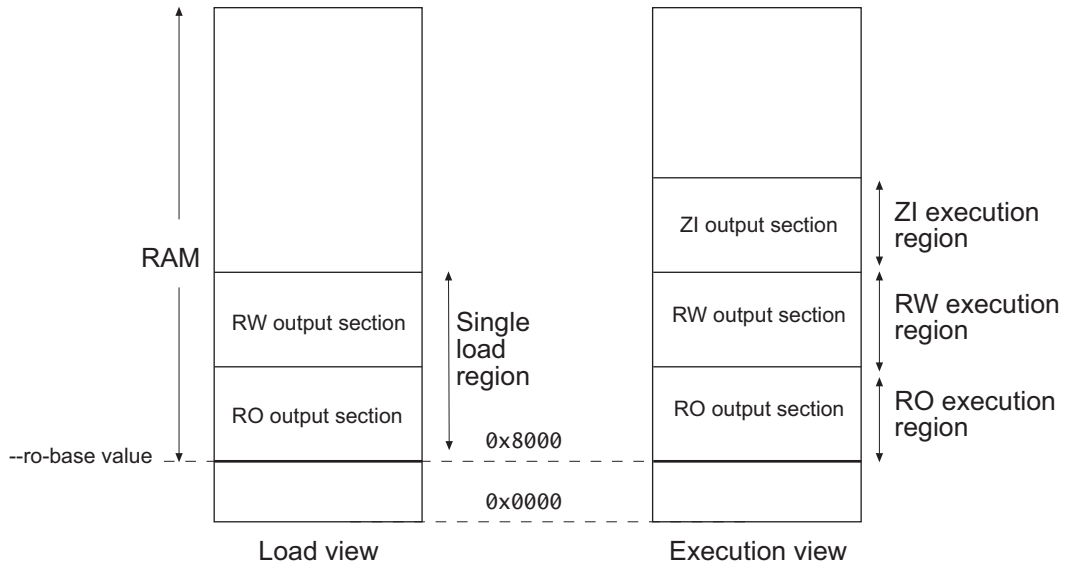 ZI output section
ZI execution
region
RAM
RW output section
Single
load
region
RW output section
RW execution
region
RO output section
RO output section
RO execution
region
0x8000
--ro-base value
0x0000
Load view
Execution view